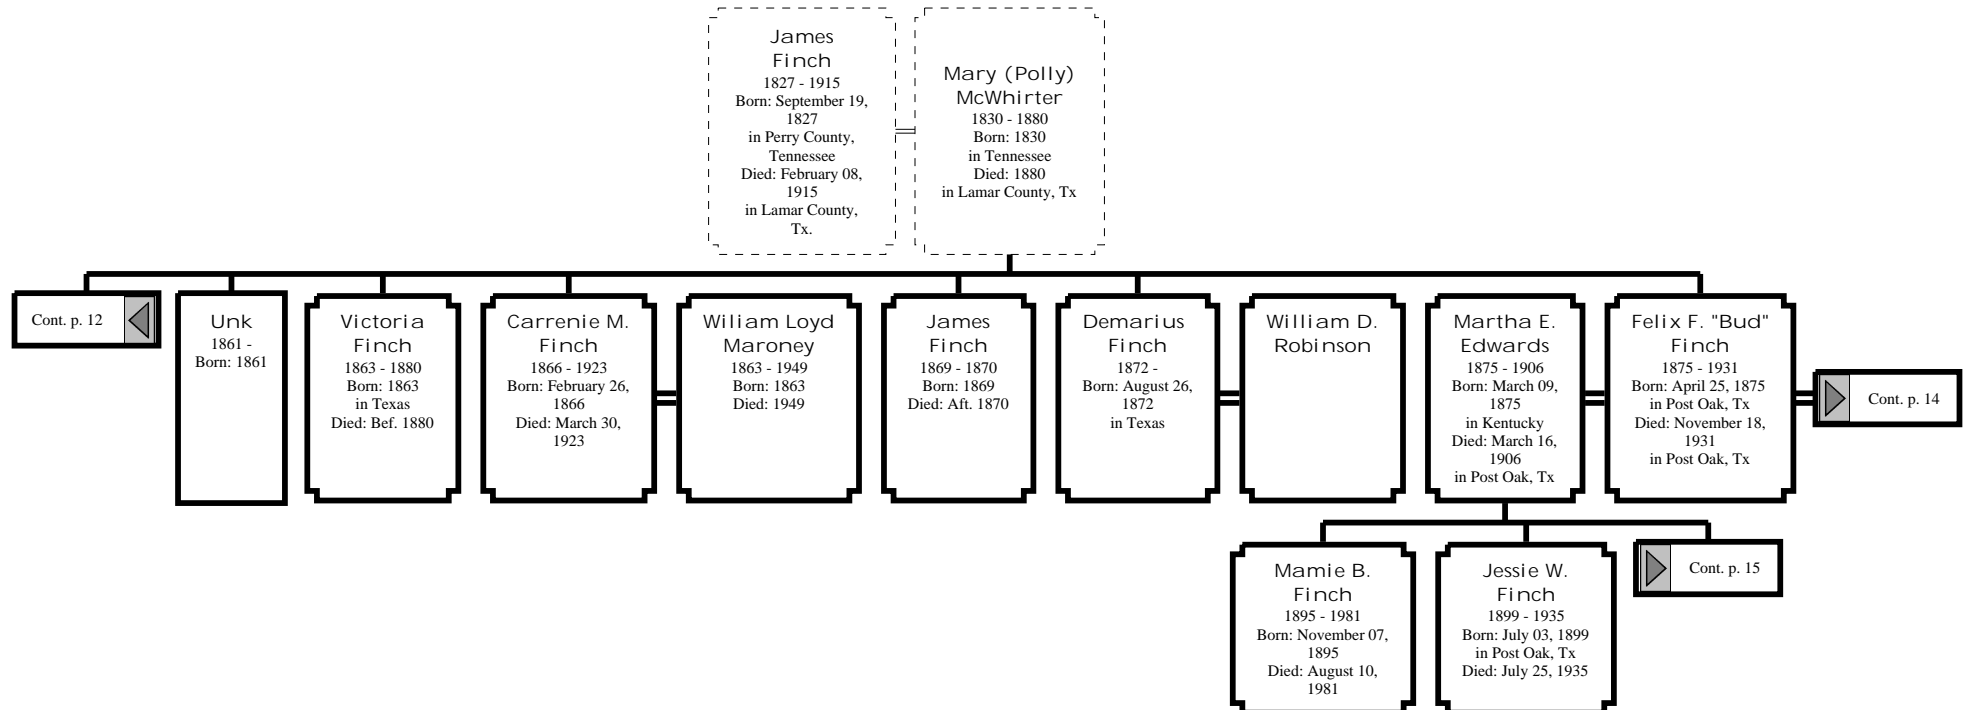 James
Finch
1827 - 1915
Born: September 19,
1827
in Perry County,
Tennessee
Died: February 08,
1915
in Lamar County,
Tx.
Mary (Polly)
McWhirter
1830 - 1880
Born: 1830
in Tennessee
Died: 1880
in Lamar County, Tx
Cont. p. 12
Unk
1861 -
Born: 1861
Victoria
Finch
1863 - 1880
Born: 1863
in Texas
Died: Bef. 1880
Carrenie M.
Finch
1866 - 1923
Born: February 26,
1866
Died: March 30,
1923
Wiliam Loyd
Maroney
1863 - 1949
Born: 1863
Died: 1949
James
Finch
1869 - 1870
Born: 1869
Died: Aft. 1870
Demarius
Finch
1872 -
Born: August 26,
1872
in Texas
William D.
Robinson
Martha E.
Edwards
1875 - 1906
Born: March 09,
1875
in Kentucky
Died: March 16,
1906
in Post Oak, Tx
Felix F. "Bud"
Finch
1875 - 1931
Born: April 25, 1875
in Post Oak, Tx
Died: November 18,
1931
in Post Oak, Tx
Cont. p. 14
Mamie B.
Finch
1895 - 1981
Born: November 07,
1895
Died: August 10,
1981
Jessie W.
Finch
1899 - 1935
Born: July 03, 1899
in Post Oak, Tx
Died: July 25, 1935
Cont. p. 15